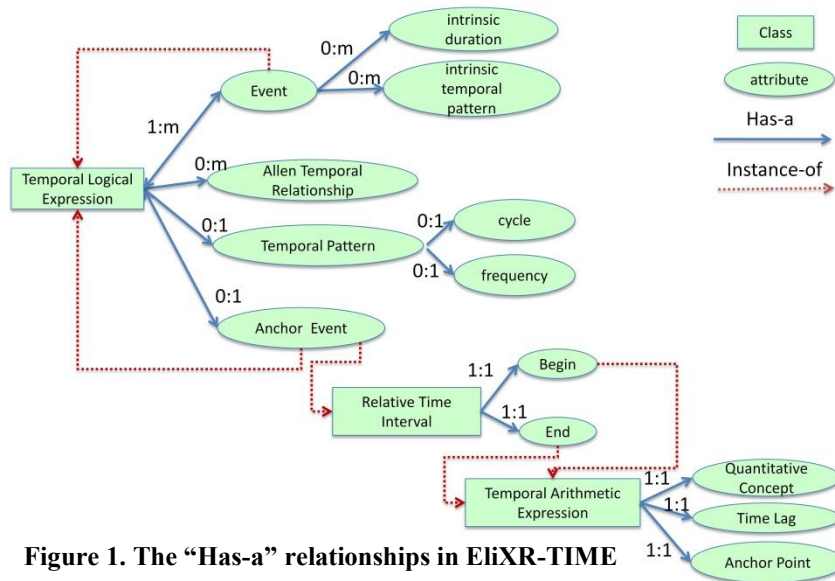 intrinsic
duration
Class
0:m
0:m
Event
intrinsic
temporal
pattern
attribute
Has-a
1:m
Instance-of
0:m
Temporal Logical
Expression
Allen Temporal
Relationship
0:1
Temporal Pattern
0:1
cycle
0:1
frequency
0:1
Anchor Event
1:1
Begin
Relative Time
Interval
1:1
End
Temporal Arithmetic
Expression
1:1
Quantitative
Concept
1:1
Time Lag
1:1
Anchor Point
Figure 1. The “Has-a” relationships in EliXR-TIME